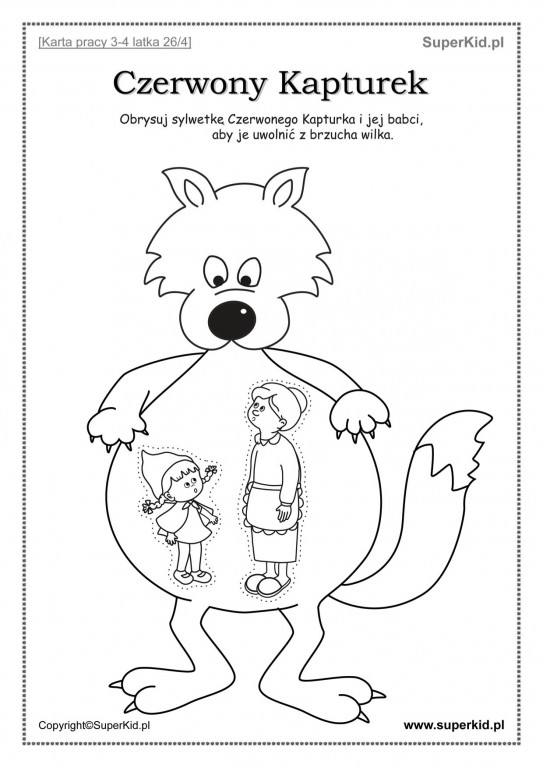 [Karta pracy 3-4 latka 26/4]
SuperKid.pl
Czerwony Kapturek
Obrysuj sylwetkę Czerwonego Kapturka i jej babci,
aby je uwolnić z brzucha wilka.
Copyright©SuperKid.pl
www.superkid.pl